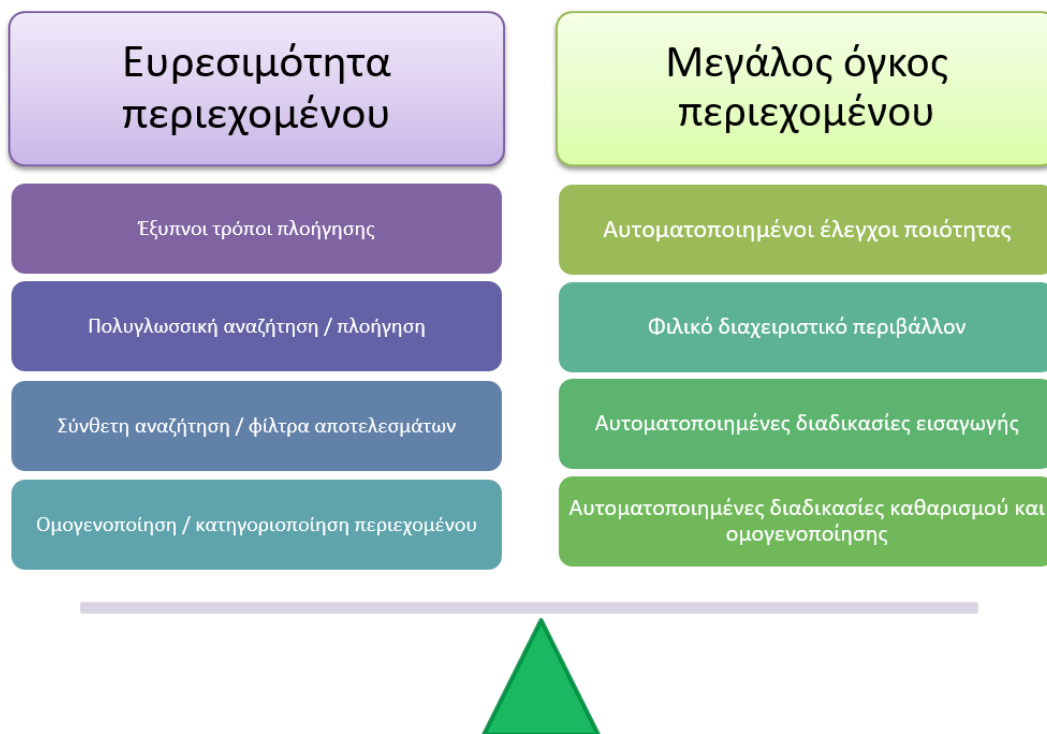 Ευρεσιμότητα
περιεχομένου
Έξυπνοι τρόποι πλοήγησης
Πολυγλωσσική αναζήτηση / πλοήγηση
Σύνθετη αναζήτηση / φίλτρα αποτελεσμάτων
Ομογενοποίηση / κατηγοριοποίηση περιεχομένου
Μεγάλος όγκος
περιεχομένου
Αυτοματοποιημένοι έλεγχοι ποιότητας
Φιλικό διαχειριστικό περιβάλλον
Αυτοματοποιημένες διαδικασίες εισαγωγής
Αυτοματοποιημένες διαδικασίες καθαρισμού και
ομογενοποίησης